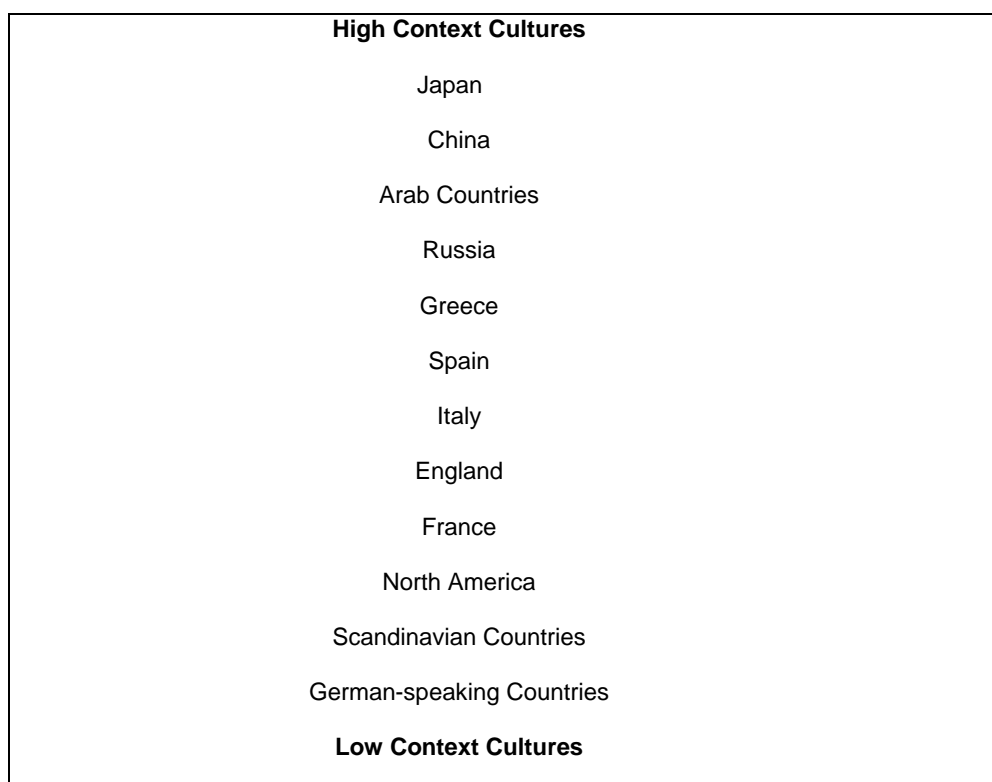 High Context Cultures
Japan
China
Arab Countries
Russia
Greece
Spain
Italy
England
France
North America
Scandinavian Countries
German-speaking Countries
Low Context Cultures